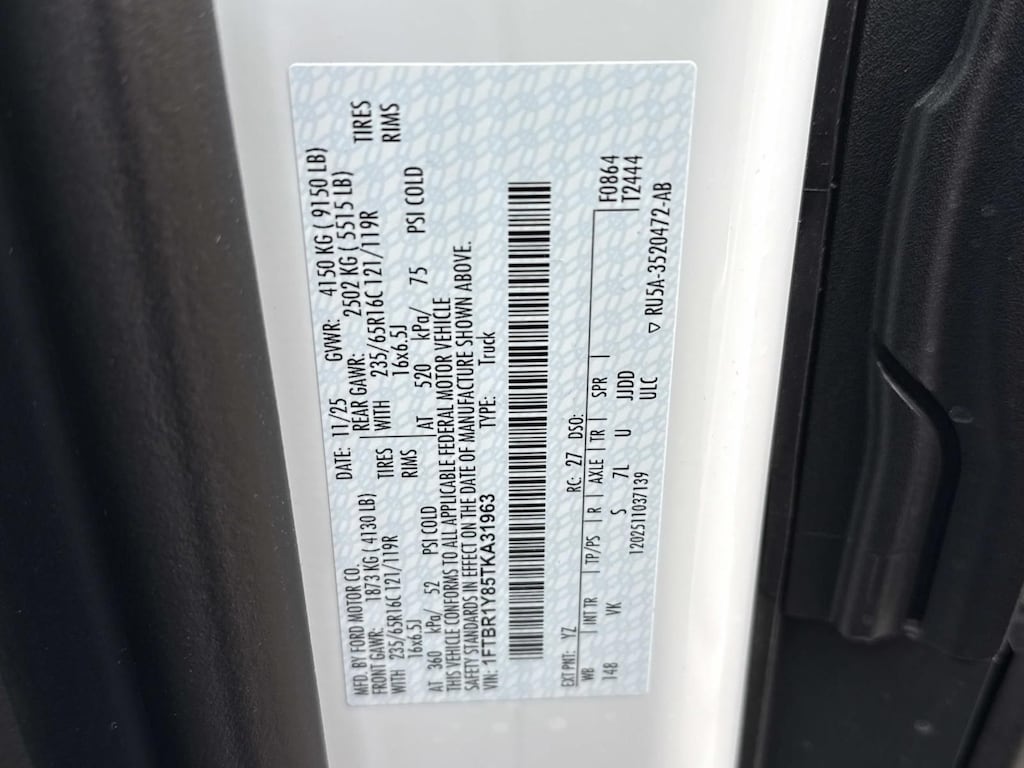 MFD. BY FORD MOTOR CO.
DATE: 11/25 GVWR: 4150 KG ( 9150 LB)
FRONT GAWR: 1873 KG ( 4130 LB)
REAR GAWR: 2502 KG ( 5515 LB)
WITH 235/65R16C 121/119R TIRES
WITH 235/65R16C 121/119R TIRES
16x6.5J RIMS
16x6.5J RIMS
AT 360 kPa/ 52 PSI COLD
AT 520 kPa/ 75 PSI COLD
THIS VEHICLE CONFORMS TO ALL APPLICABLE FEDERAL MOTOR VEHICLE
SAFETY STANDARDS IN EFFECT ON THE DATE OF MANUFACTURE SHOWN ABOVE.
VIN: 1FTBR1Y85TKA31963 TYPE: Truck
EXT PNT: YZ RC: 27 DSO:
WB | INT TR | TP/PS | R | AXLE | TR | SPR | F0864
148 VK S 7L U JJDD T2444
1202511037139 ULC
▽ RU5A-3520472-AB